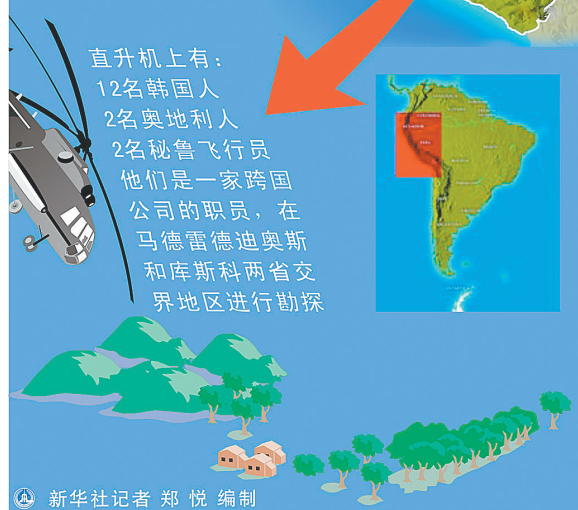 直升机上有：
12名韩国人
2名奥地利人
2名秘鲁飞行员
他们是一家跨国
公司的职员，在
马德雷德迪奥斯
和库斯科两省交
界地区进行勘探
新华社记者 郑 悦 编制